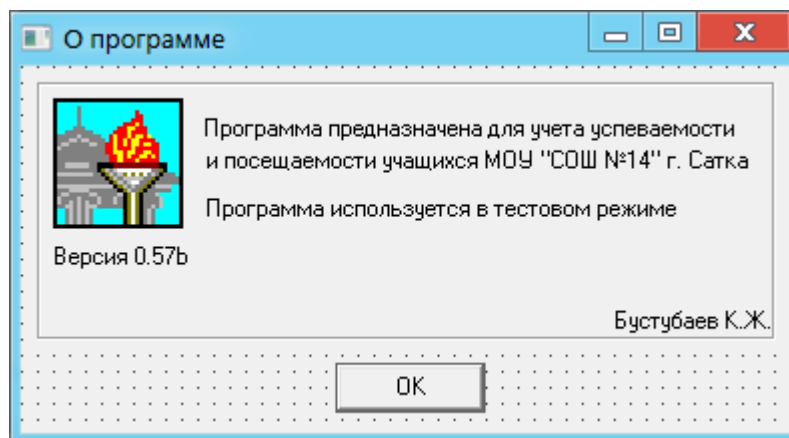 О программе
Программа предназначена для учета успеваемости
и посещаемости учащихся МОУ "СОШ №14" г. Сатка
Программа используется в тестовом режиме
Версия 0.57b
Бустубаев К.Ж.
OK